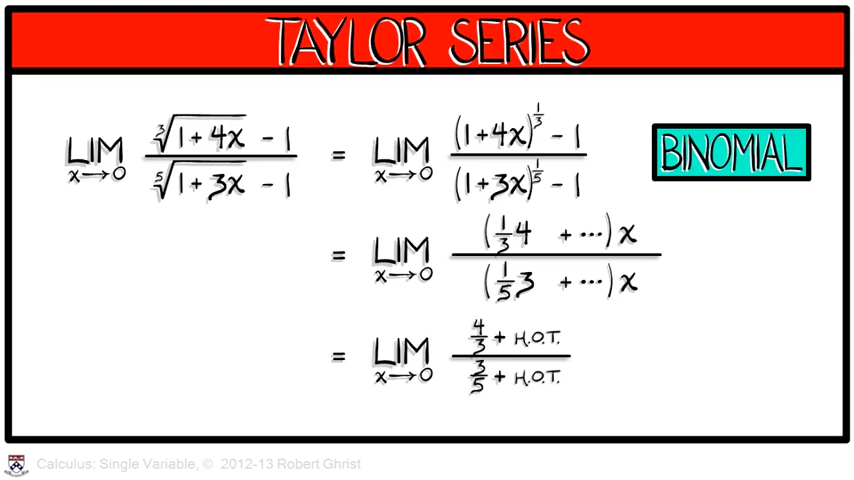 TAYLOR SERIES
LIM x→0 (∛(1 + 4x) - 1) / (⁵√(1 + 3x) - 1) = LIM x→0 ((1+4x)^(1/3) - 1) / ((1+3x)^(1/5) - 1)
BINOMIAL
= LIM x→0 ((1/3)4 + ⋯)x / ((1/5)3 + ⋯)x
= LIM x→0 (4/3 + H.O.T.) / (3/5 + H.O.T.)
Calculus: Single Variable, © 2012-13 Robert Ghrist